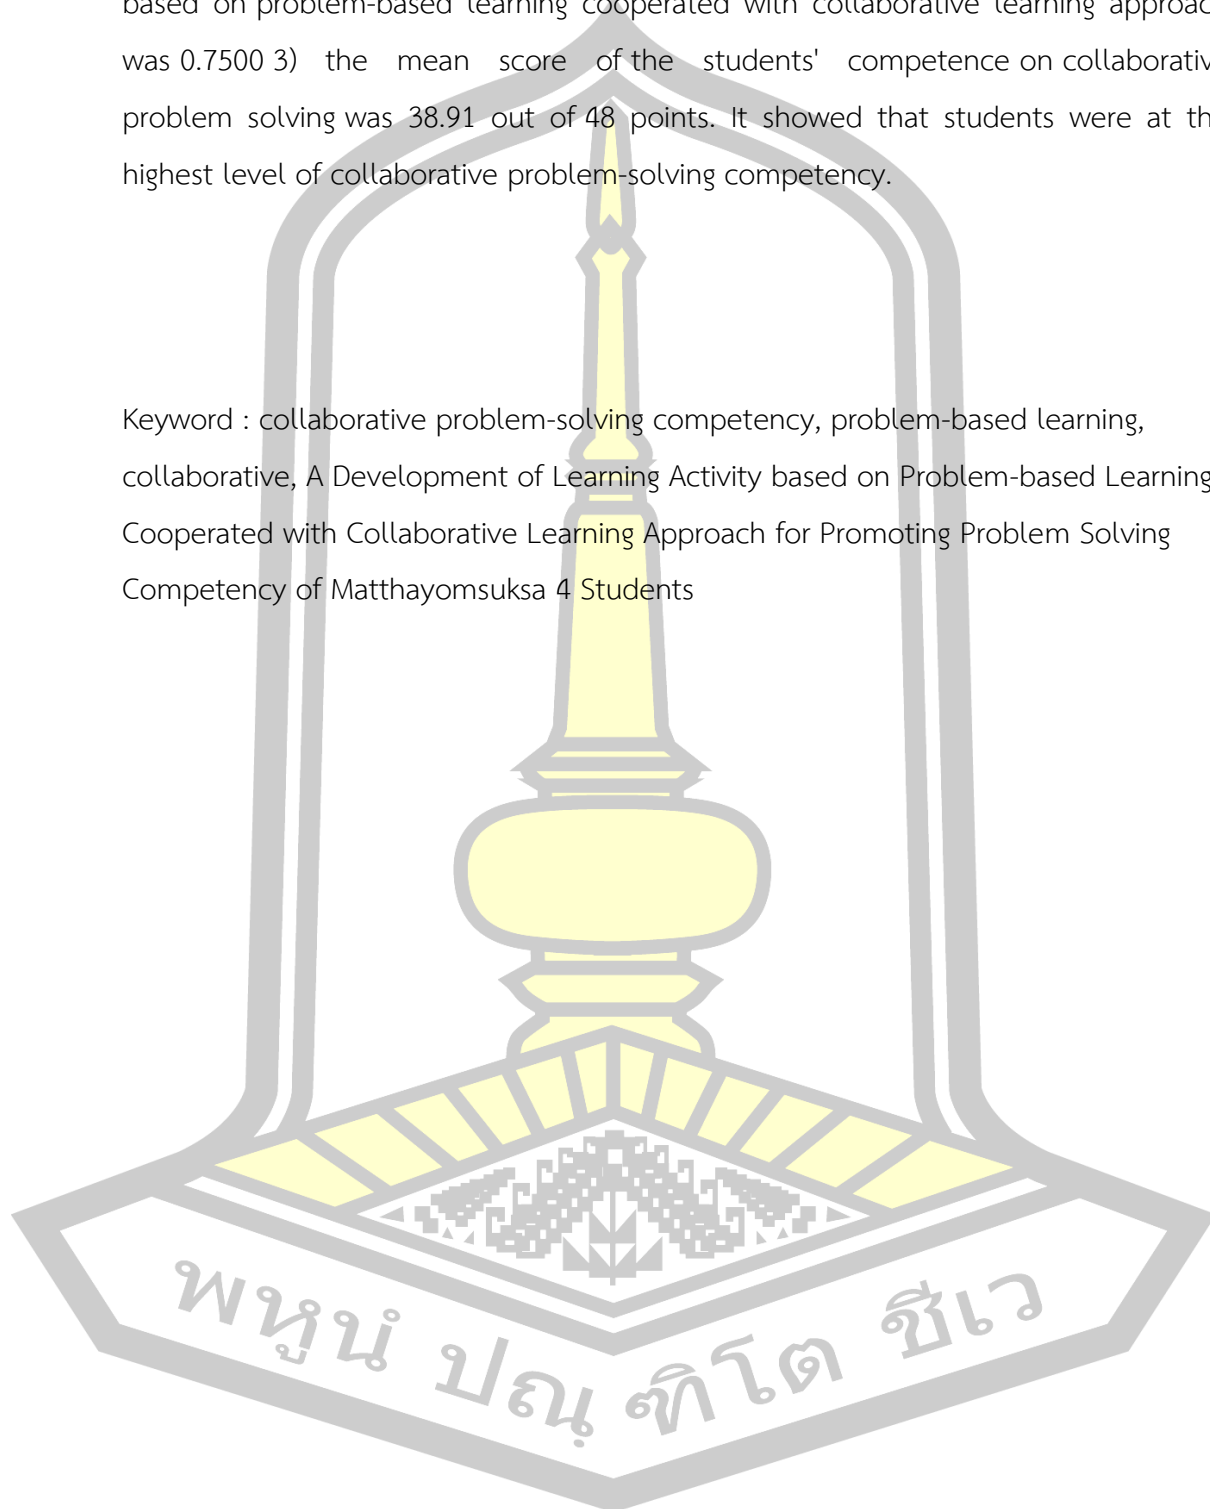 based on problem-based learning cooperated with collaborative learning approac
was 0.7500 3) the mean score of the students' competence on collaborativ
problem solving was 38.91 out of 48 points. It showed that students were at th
highest level of collaborative problem-solving competency.
Keyword : collaborative problem-solving competency, problem-based learning,
collaborative, A Development of Learning Activity based on Problem-based Learning
Cooperated with Collaborative Learning Approach for Promoting Problem Solving
Competency of Matthayomsuksa 4 Students
พหูนํ ปณฺฑิโต ชีเว